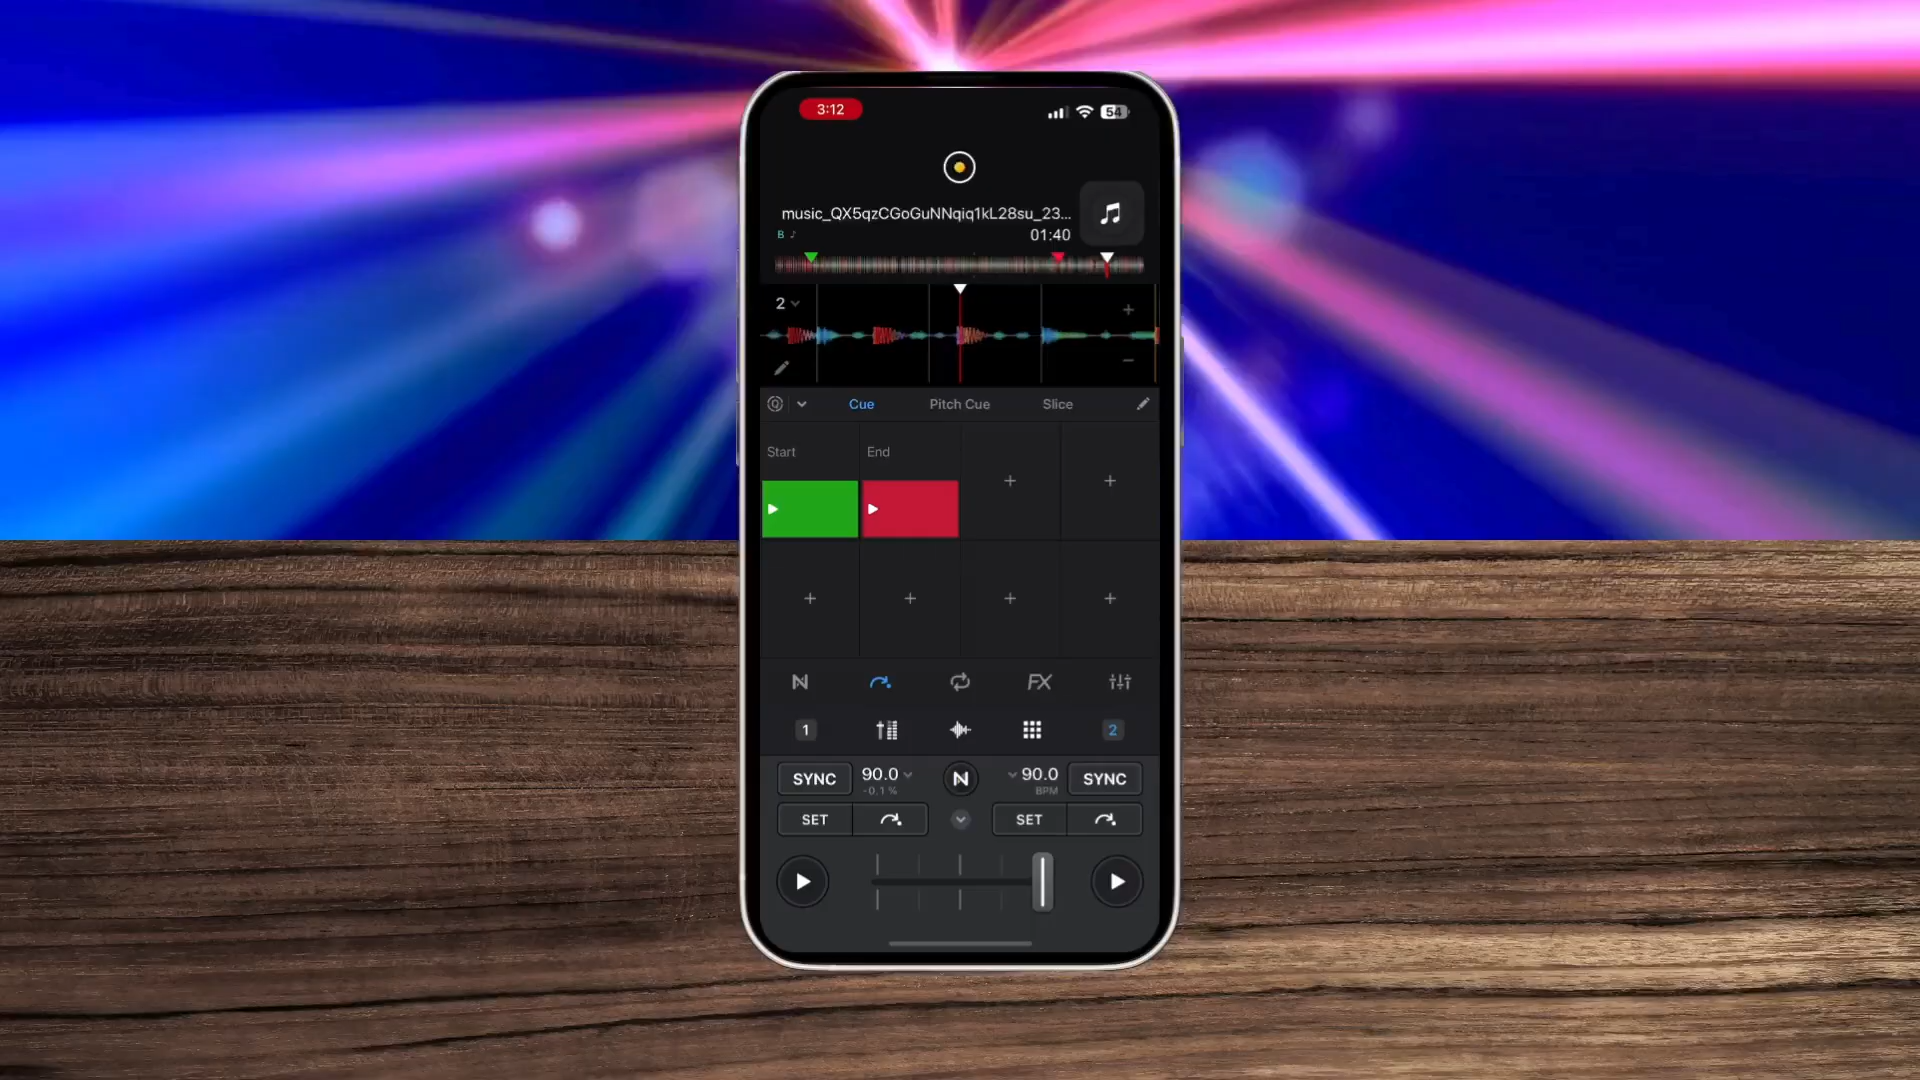 3:12
54
music_QX5qzCGoGuNNqiq1kL28su_23...
B
01:40
2
Cue Pitch Cue Slice
Start End
FX
1 2
SYNC 90.0 N 90.0 SYNC
-0.1 % BPM
SET SET